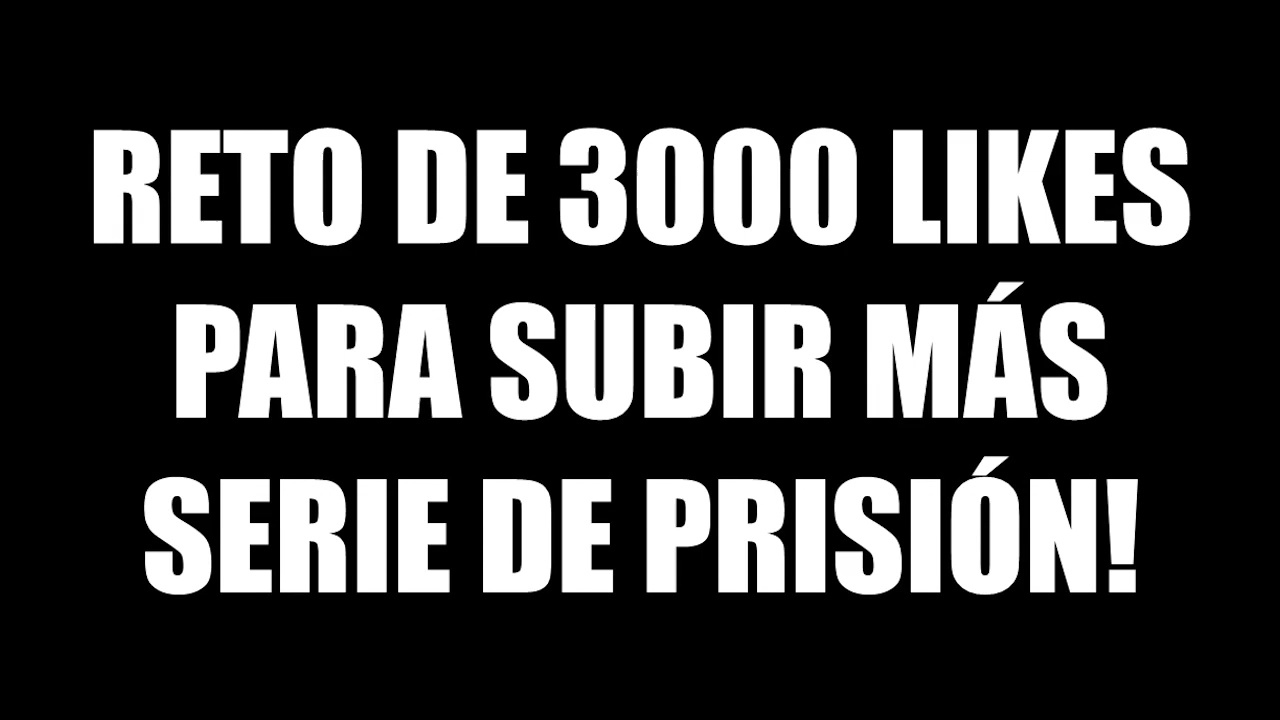 RETO DE 3000 LIKES
PARA SUBIR MÁS
SERIE DE PRISIÓN!